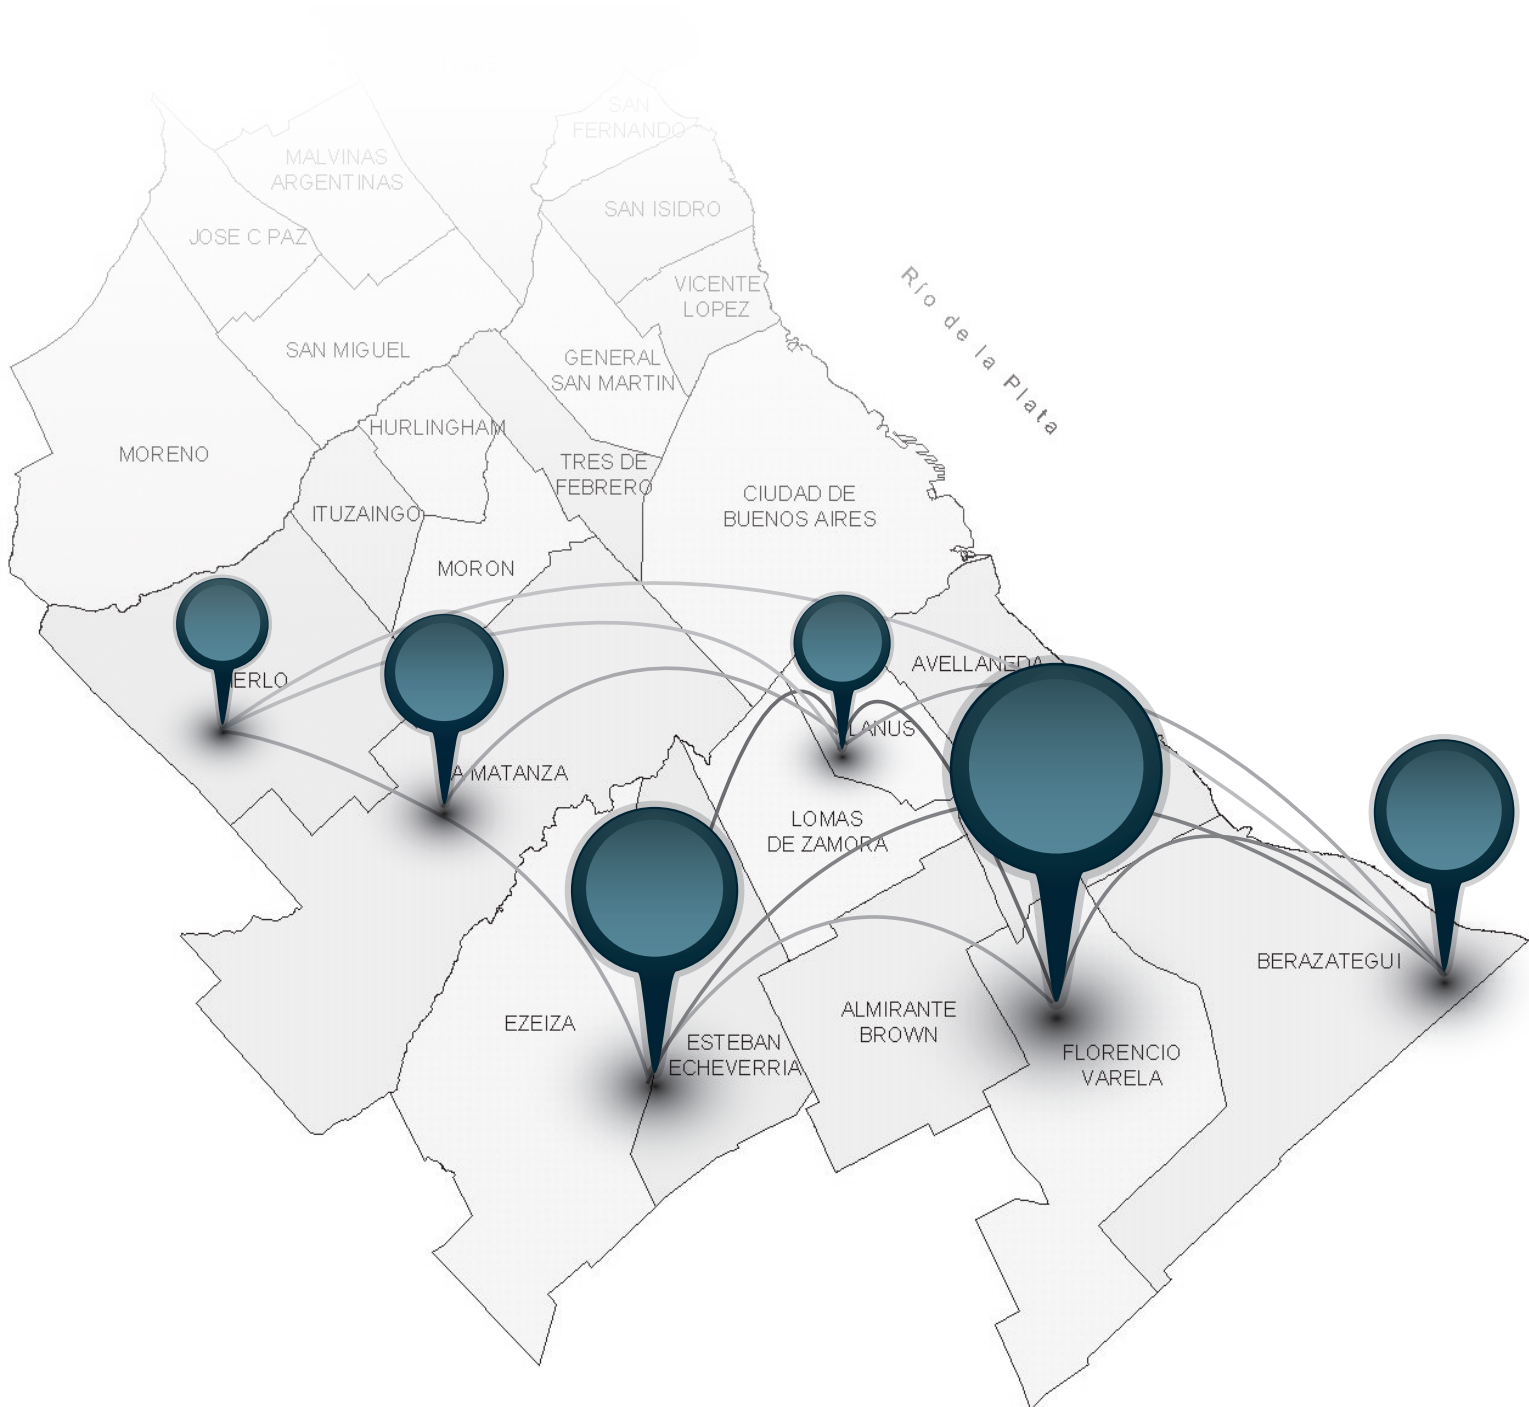 SAN
FERNANDO
MALVINAS
ARGENTINAS
SAN ISIDRO
JOSE C PAZ
VICENTE
LOPEZ
Río de la Plata
SAN MIGUEL
GENERAL
SAN MARTIN
HURLINGHAM
MORENO
TRES DE
FEBRERO
CIUDAD DE
BUENOS AIRES
ITUZAINGO
MORON
AVELLANEDA
ERLO
LANUS
A MATANZA
LOMAS
DE ZAMORA
BERAZATEGUI
EZEIZA
ALMIRANTE
BROWN
ESTEBAN
ECHEVERRIA
FLORENCIO
VARELA